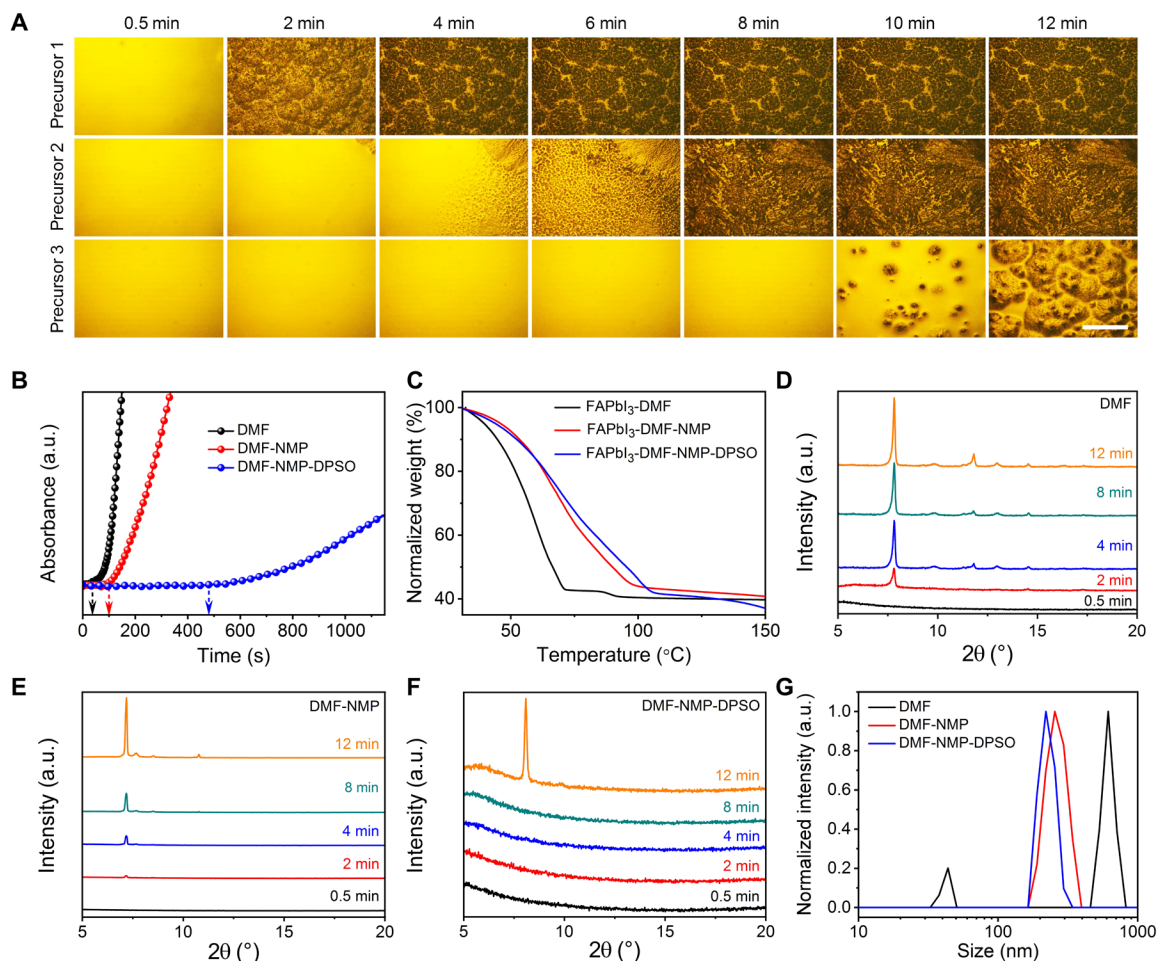 A
0.5 min 2 min 4 min 6 min 8 min 10 min 12 min
Precursor 1
Precursor 2
Precursor 3
B
Absorbance (a.u.)
DMF
DMF-NMP
DMF-NMP-DPSO
0 200 400 600 800 1000
Time (s)
C
Normalized weight (%)
100
80
60
40
FAPbI₃-DMF
FAPbI₃-DMF-NMP
FAPbI₃-DMF-NMP-DPSO
50 100 150
Temperature (°C)
D
Intensity (a.u.)
DMF
12 min
8 min
4 min
2 min
0.5 min
5 10 15 20
2θ (°)
E
Intensity (a.u.)
DMF-NMP
12 min
8 min
4 min
2 min
0.5 min
5 10 15 20
2θ (°)
F
Intensity (a.u.)
DMF-NMP-DPSO
12 min
8 min
4 min
2 min
0.5 min
5 10 15 20
2θ (°)
G
Normalized intensity (a.u.)
1.0
0.8
0.6
0.4
0.2
0.0
DMF
DMF-NMP
DMF-NMP-DPSO
10 100 1000
Size (nm)